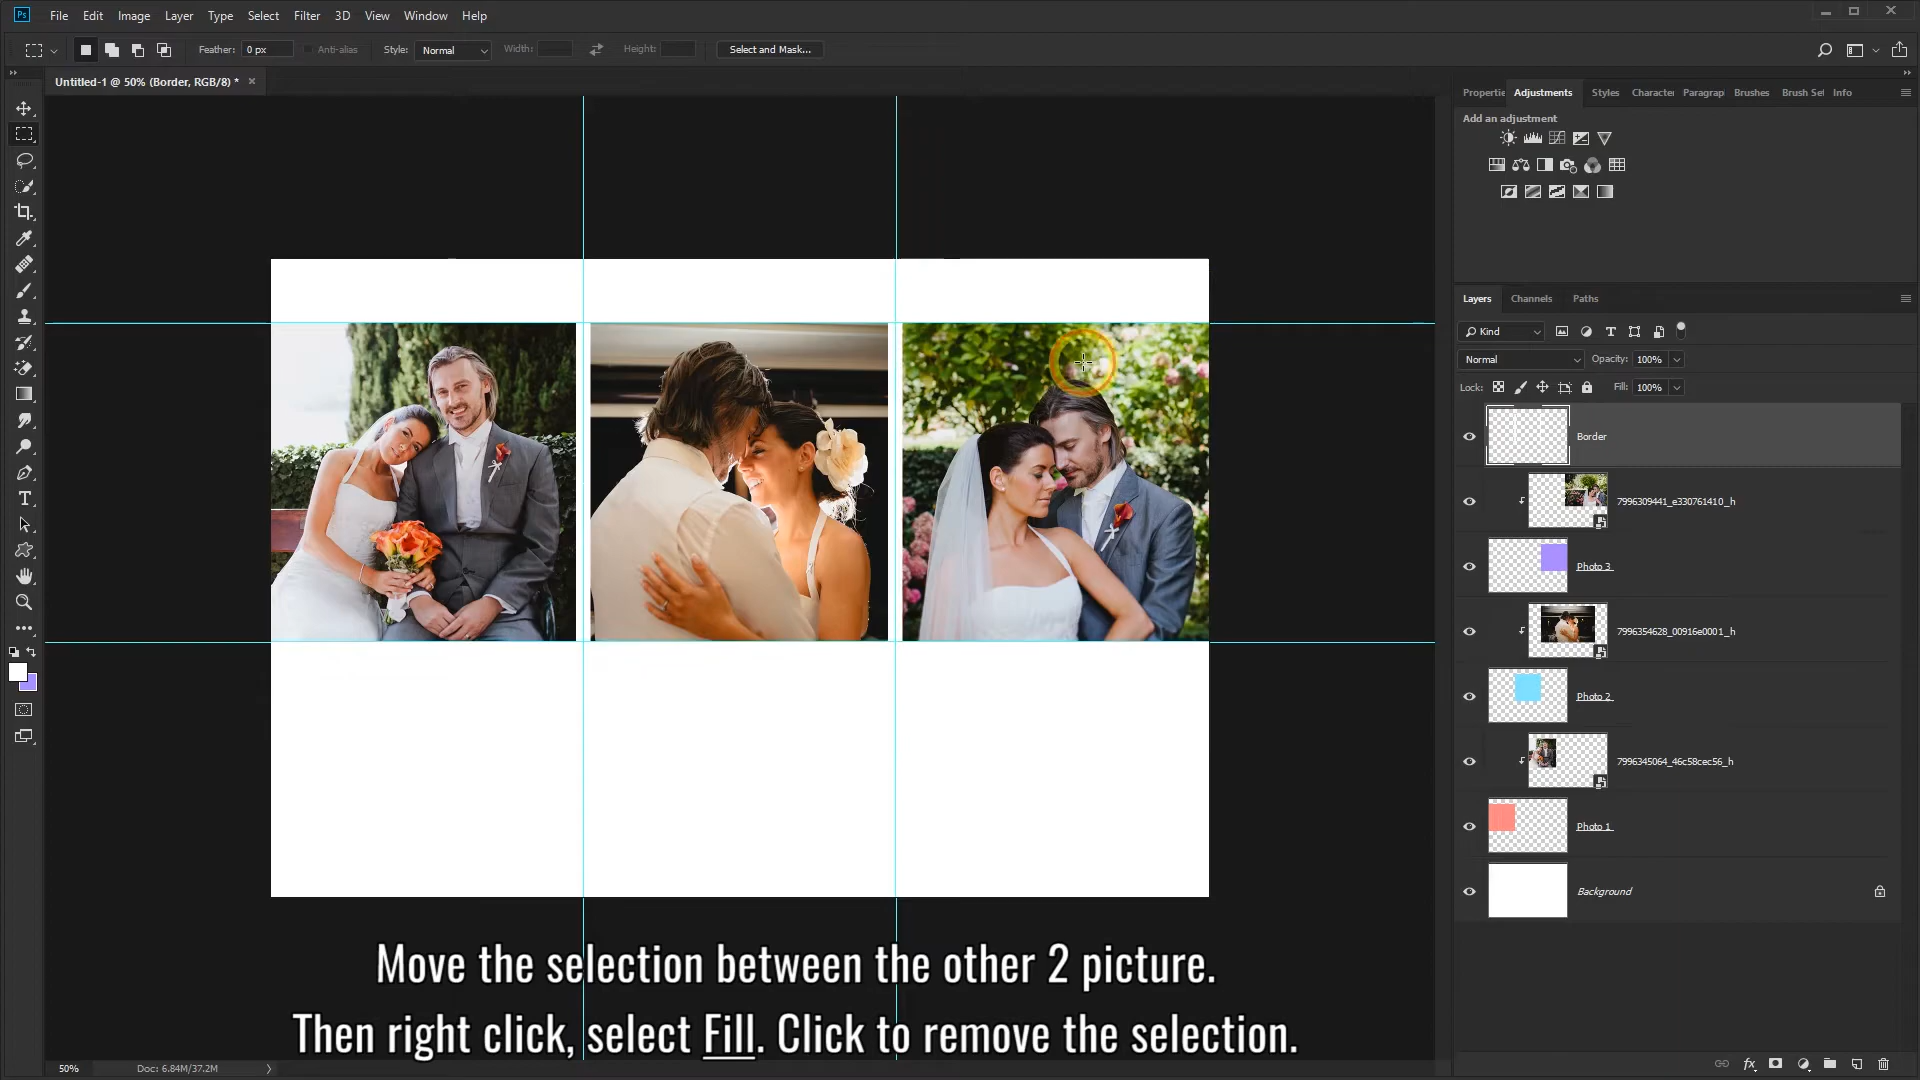 Ps File Edit Image Layer Type Select Filter 3D View Window Help
Feather: 0 px Anti-alias Style: Normal Width: Height: Select and Mask...
Untitled-1 @ 50% (Border, RGB/8) *
Properti Adjustments Styles Character Paragrap Brushes Brush Set Info
Add an adjustment
Layers Channels Paths
Kind
Normal Opacity: 100%
Lock: Fill: 100%
Border
7996309441_e330761410_h
Photo 3
7996354628_00916e0001_h
Photo 2
7996345064_46c58cec56_h
Photo 1
Background
Move the selection between the other 2 picture.
Then right click, select Fill. Click to remove the selection.
50% Doc: 6.84M/37.2M
fx